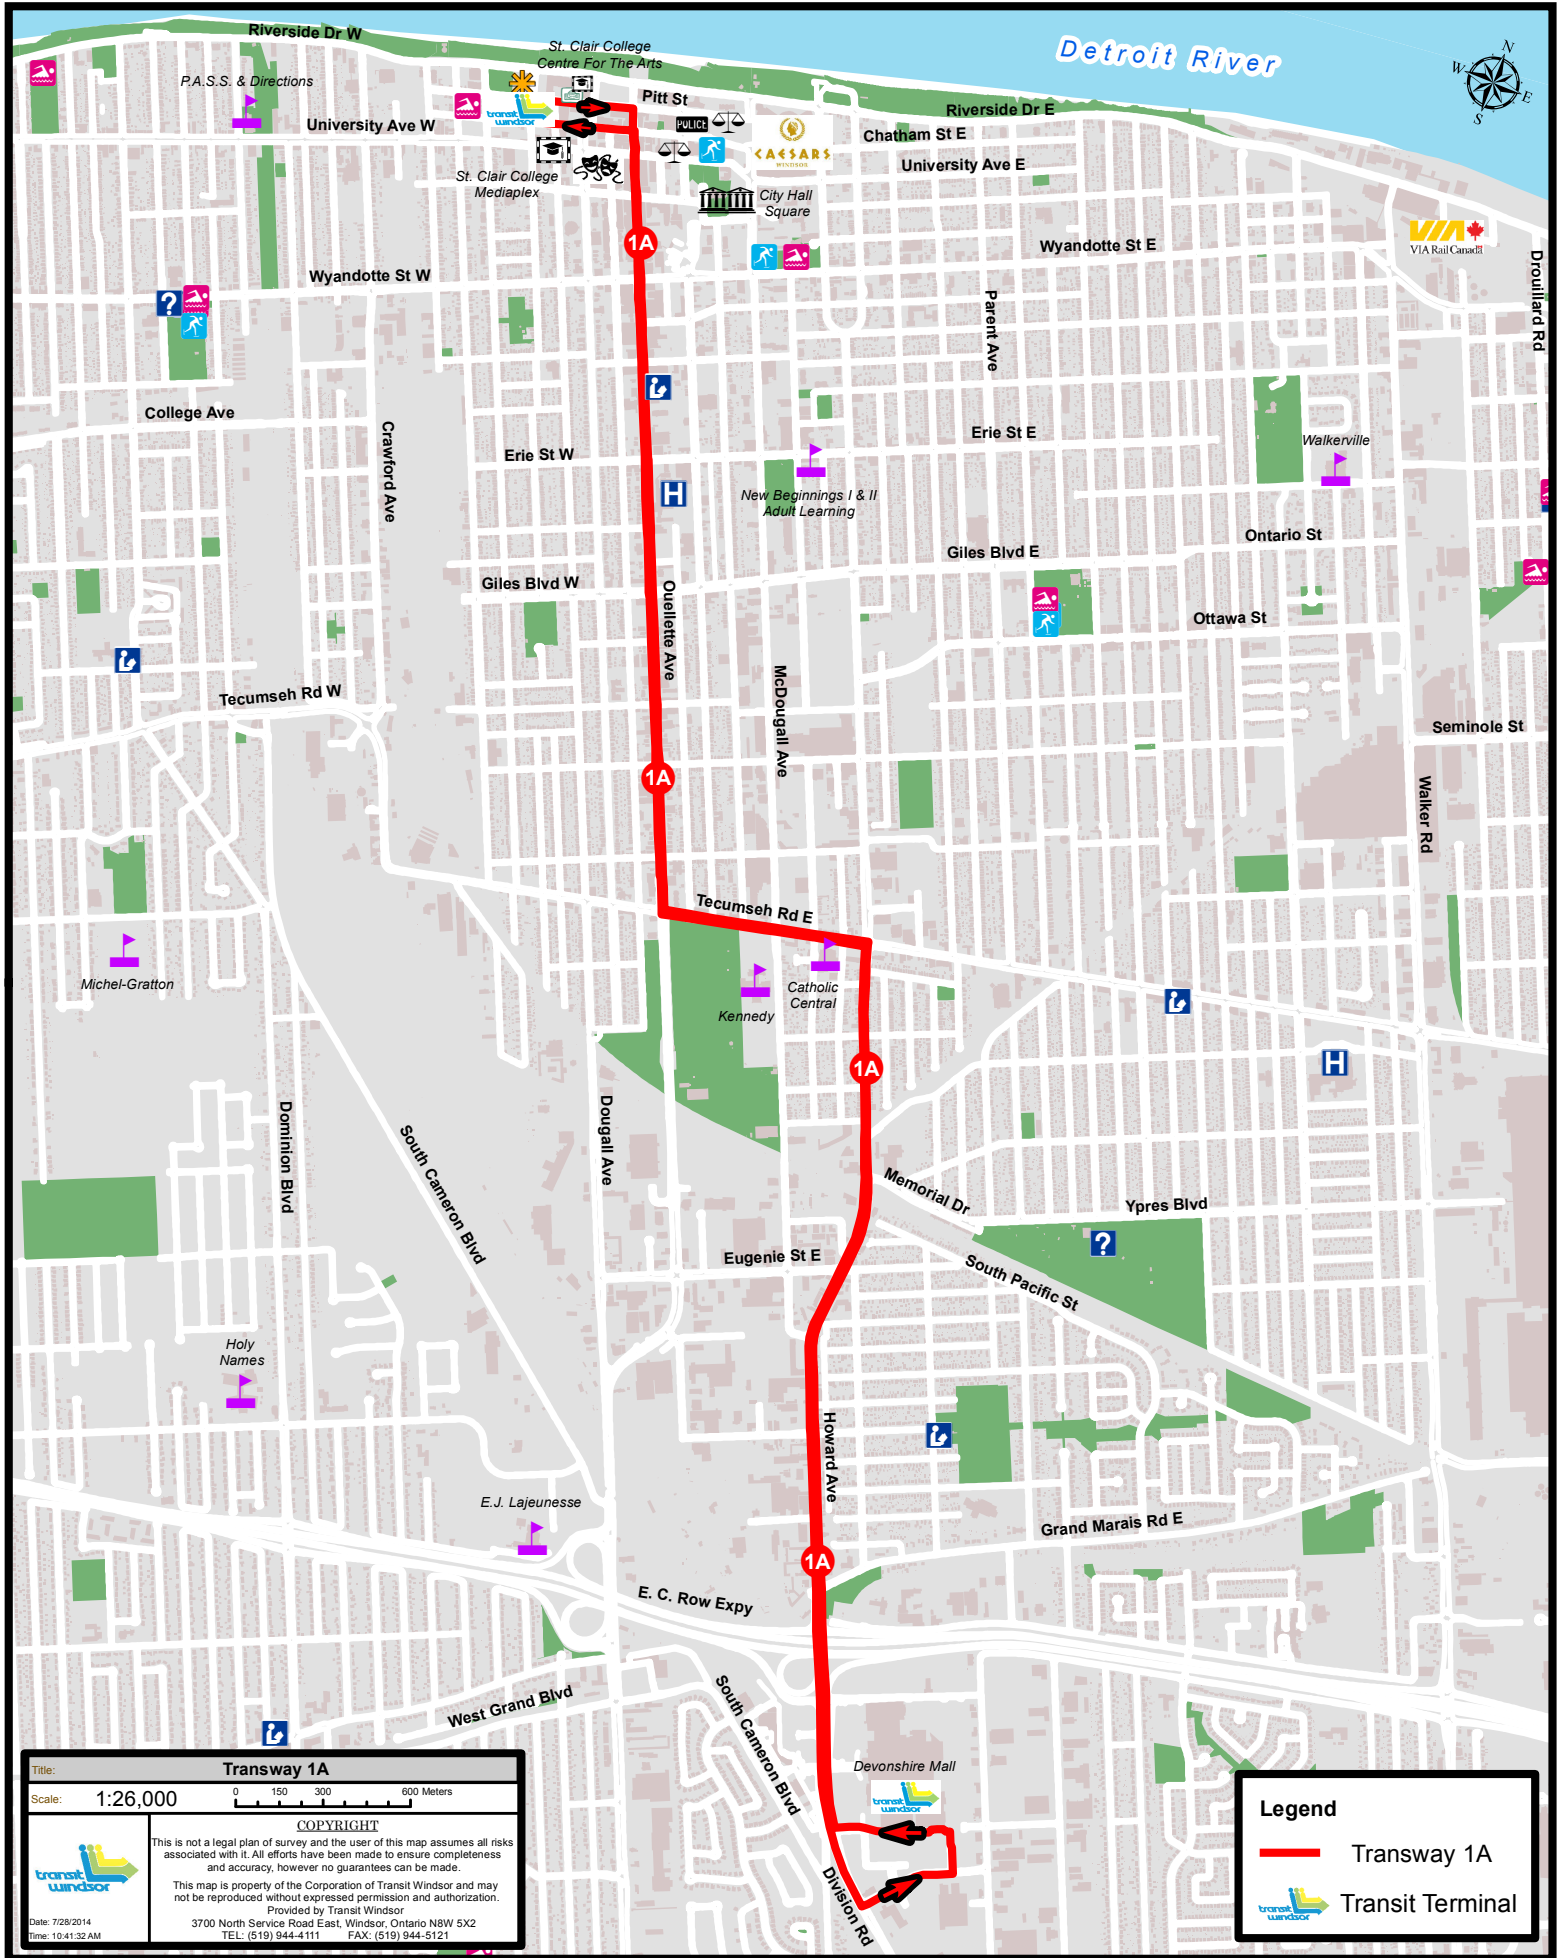 Riverside Dr W
St. Clair College
Centre For The Arts
Detroit River
N
W
E
S
P.A.S.S. & Directions
transit
windsor
Pitt St
Riverside Dr E
University Ave W
POLICE
CAESARS
WINDSOR
Chatham St E
University Ave E
St. Clair College
Mediaplex
City Hall
Square
1A
Wyandotte St E
VIA
VIA Rail Canada
Wyandotte St W
?
Parent Ave
Drouillard Rd
College Ave
Crawford Ave
Erie St W
Erie St E
Walkerville
H
New Beginnings I & II
Adult Learning
Ontario St
Giles Blvd E
Giles Blvd W
Ouellette Ave
Ottawa St
Tecumseh Rd W
McDougall Ave
Seminole St
1A
Walker Rd
Tecumseh Rd E
Michel-Gratton
Catholic
Central
Kennedy
1A
H
Dominion Blvd
South Cameron Blvd
Dougall Ave
Memorial Dr
Ypres Blvd
?
Eugenie St E
South Pacific St
Holy
Names
Howard Ave
E.J. Lajeunesse
Grand Marais Rd E
1A
E. C. Row Expy
West Grand Blvd
South Cameron Blvd
Devonshire Mall
transit
windsor
Division Rd
Title:
Transway 1A
Scale:
1:26,000
0 150 300 600 Meters
COPYRIGHT
This is not a legal plan of survey and the user of this map assumes all risks
associated with it. All efforts have been made to ensure completeness
and accuracy, however no guarantees can be made.
This map is property of the Corporation of Transit Windsor and may
not be reproduced without expressed permission and authorization.
Provided by Transit Windsor
3700 North Service Road East, Windsor, Ontario N8W 5X2
TEL: (519) 944-4111 FAX: (519) 944-5121
transit
windsor
Date: 7/28/2014
Time: 10:41:32 AM
Legend
Transway 1A
transit
windsor
Transit Terminal